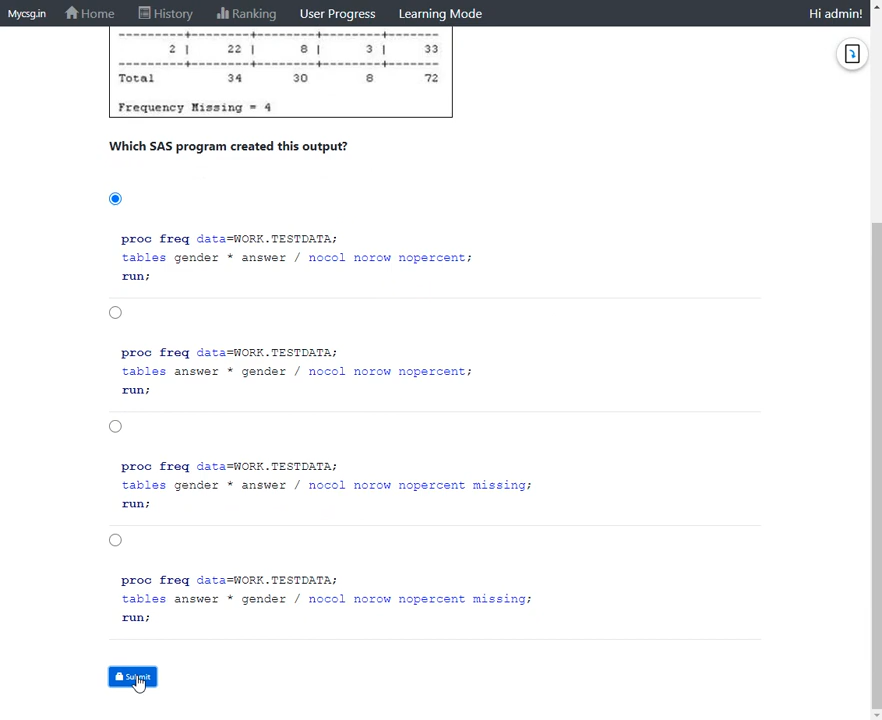 Mycsg.in Home History Ranking User Progress Learning Mode Hi admin!
2 | 22 | 8 | 3 | 33
Total 34 30 8 72
Frequency Missing = 4
Which SAS program created this output?
proc freq data=WORK.TESTDATA;
tables gender * answer / nocol norow nopercent;
run;
proc freq data=WORK.TESTDATA;
tables answer * gender / nocol norow nopercent;
run;
proc freq data=WORK.TESTDATA;
tables gender * answer / nocol norow nopercent missing;
run;
proc freq data=WORK.TESTDATA;
tables answer * gender / nocol norow nopercent missing;
run;
Submit